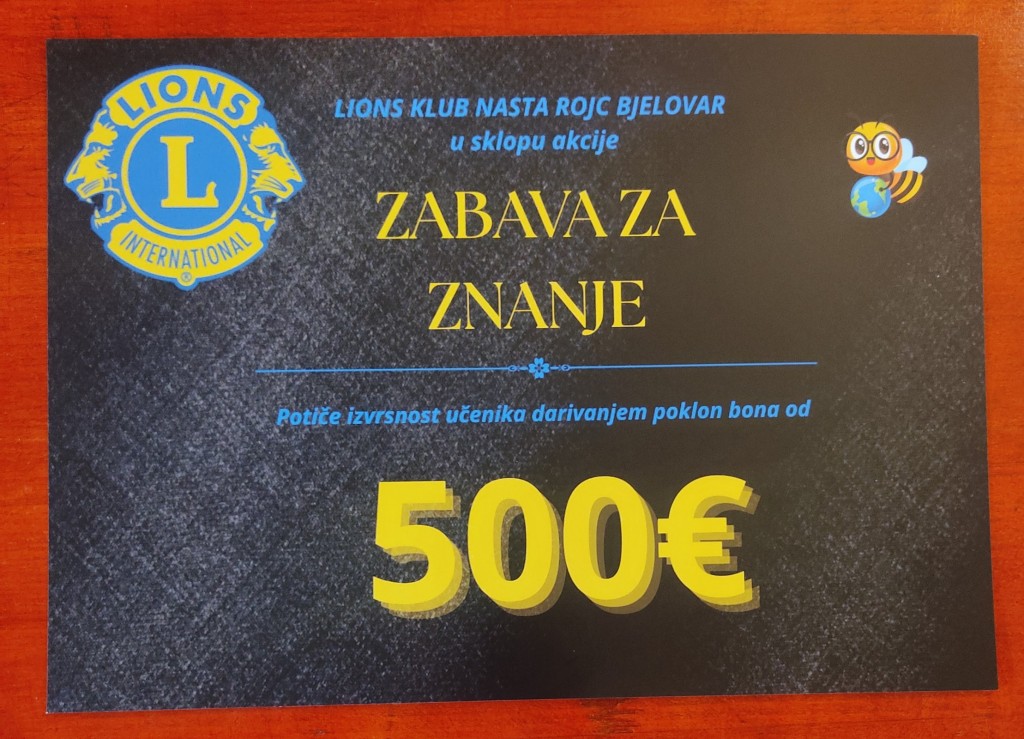 LIONS
L
INTERNATIONAL
®
LIONS KLUB NASTA ROJC BJELOVAR
u sklopu akcije
ZABAVA ZA
ZNANJE
Potiče izvrsnost učenika darivanjem poklon bona od
500€